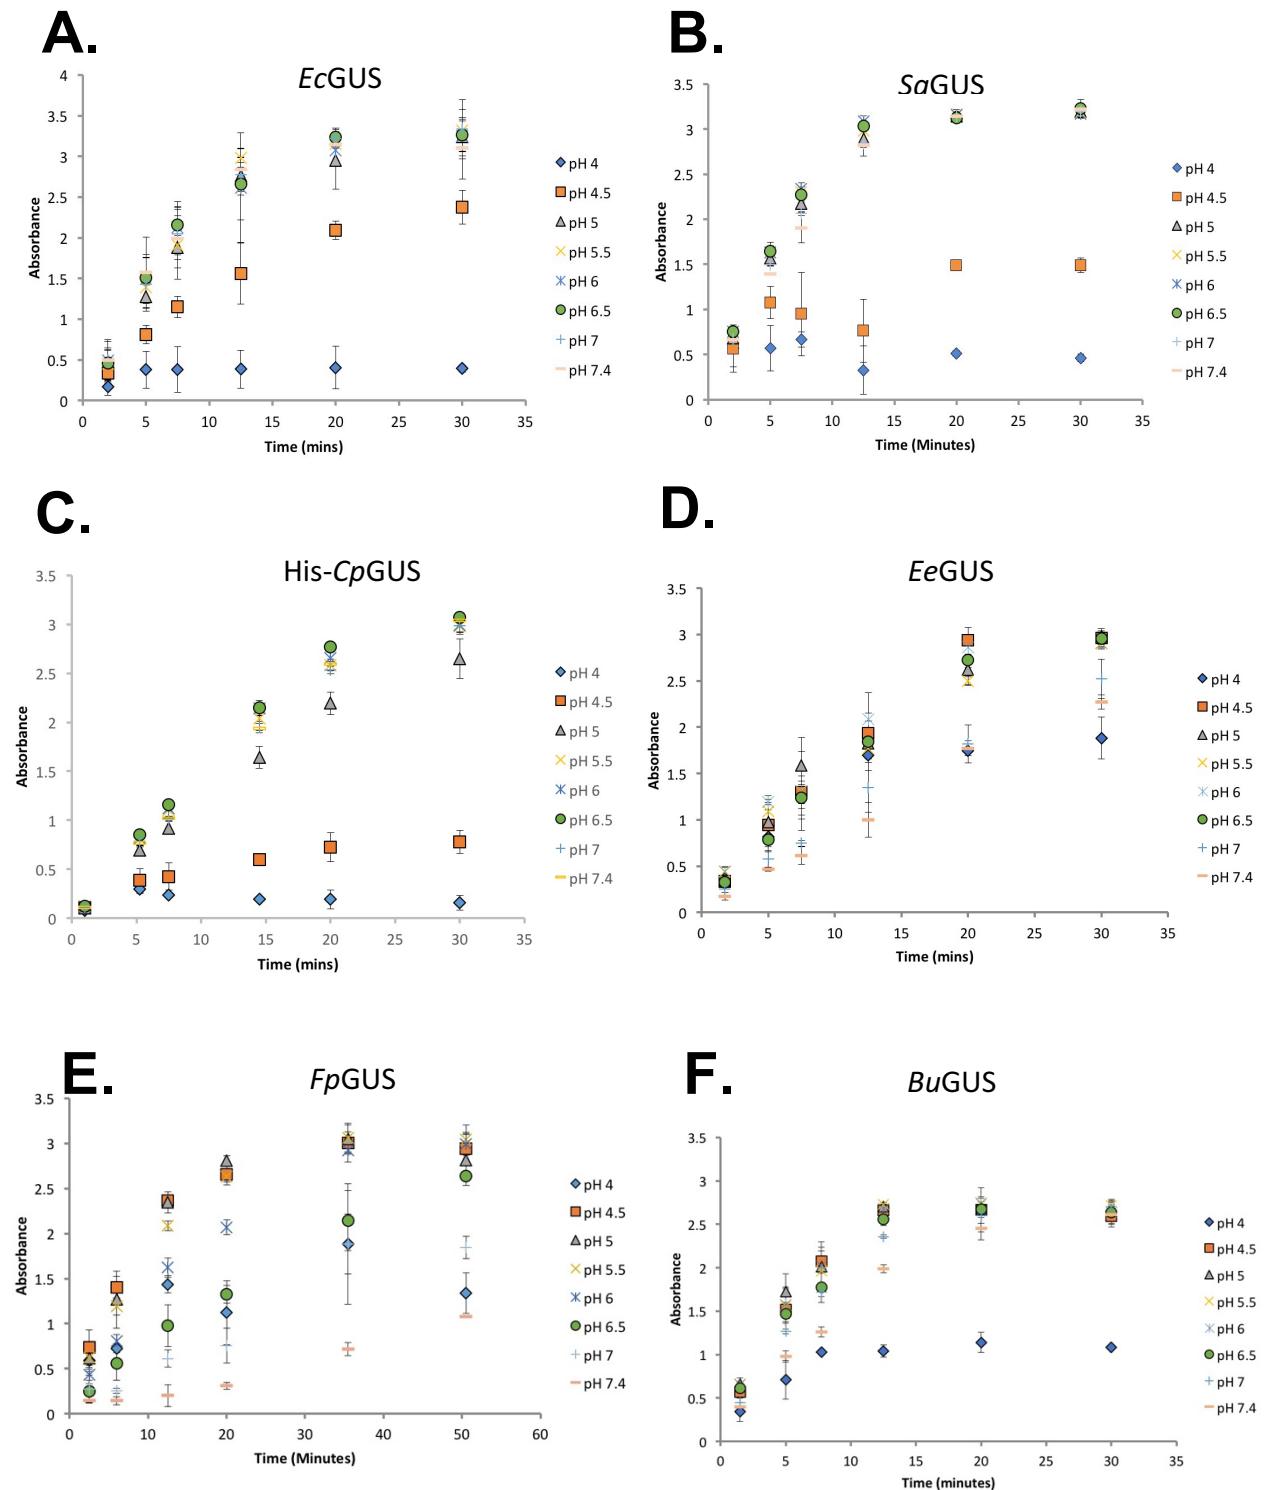 A.
EcGUS
4
3.5
3
2.5
2
1.5
1
0.5
0
Absorbance
0 5 10 15 20 25 30 35
Time (mins)
pH 4
pH 4.5
pH 5
pH 5.5
pH 6
pH 6.5
pH 7
pH 7.4
B.
SaGUS
3.5
3
2.5
2
1.5
1
0.5
0
Absorbance
0 5 10 15 20 25 30 35
Time (Minutes)
pH 4
pH 4.5
pH 5
pH 5.5
pH 6
pH 6.5
pH 7
pH 7.4
C.
His-CpGUS
3.5
3
2.5
2
1.5
1
0.5
0
Absorbance
0 5 10 15 20 25 30 35
Time (mins)
pH 4
pH 4.5
pH 5
pH 5.5
pH 6
pH 6.5
pH 7
pH 7.4
D.
EeGUS
3.5
3
2.5
2
1.5
1
0.5
0
Absorbance
0 5 10 15 20 25 30 35
Time (mins)
pH 4
pH 4.5
pH 5
pH 5.5
pH 6
pH 6.5
pH 7
pH 7.4
E.
FpGUS
3.5
3
2.5
2
1.5
1
0.5
0
Absorbance
0 10 20 30 40 50 60
Time (Minutes)
pH 4
pH 4.5
pH 5
pH 5.5
pH 6
pH 6.5
pH 7
pH 7.4
F.
BuGUS
3.5
3
2.5
2
1.5
1
0.5
0
Absorbance
0 5 10 15 20 25 30 35
Time (minutes)
pH 4
pH 4.5
pH 5
pH 5.5
pH 6
pH 6.5
pH 7
pH 7.4